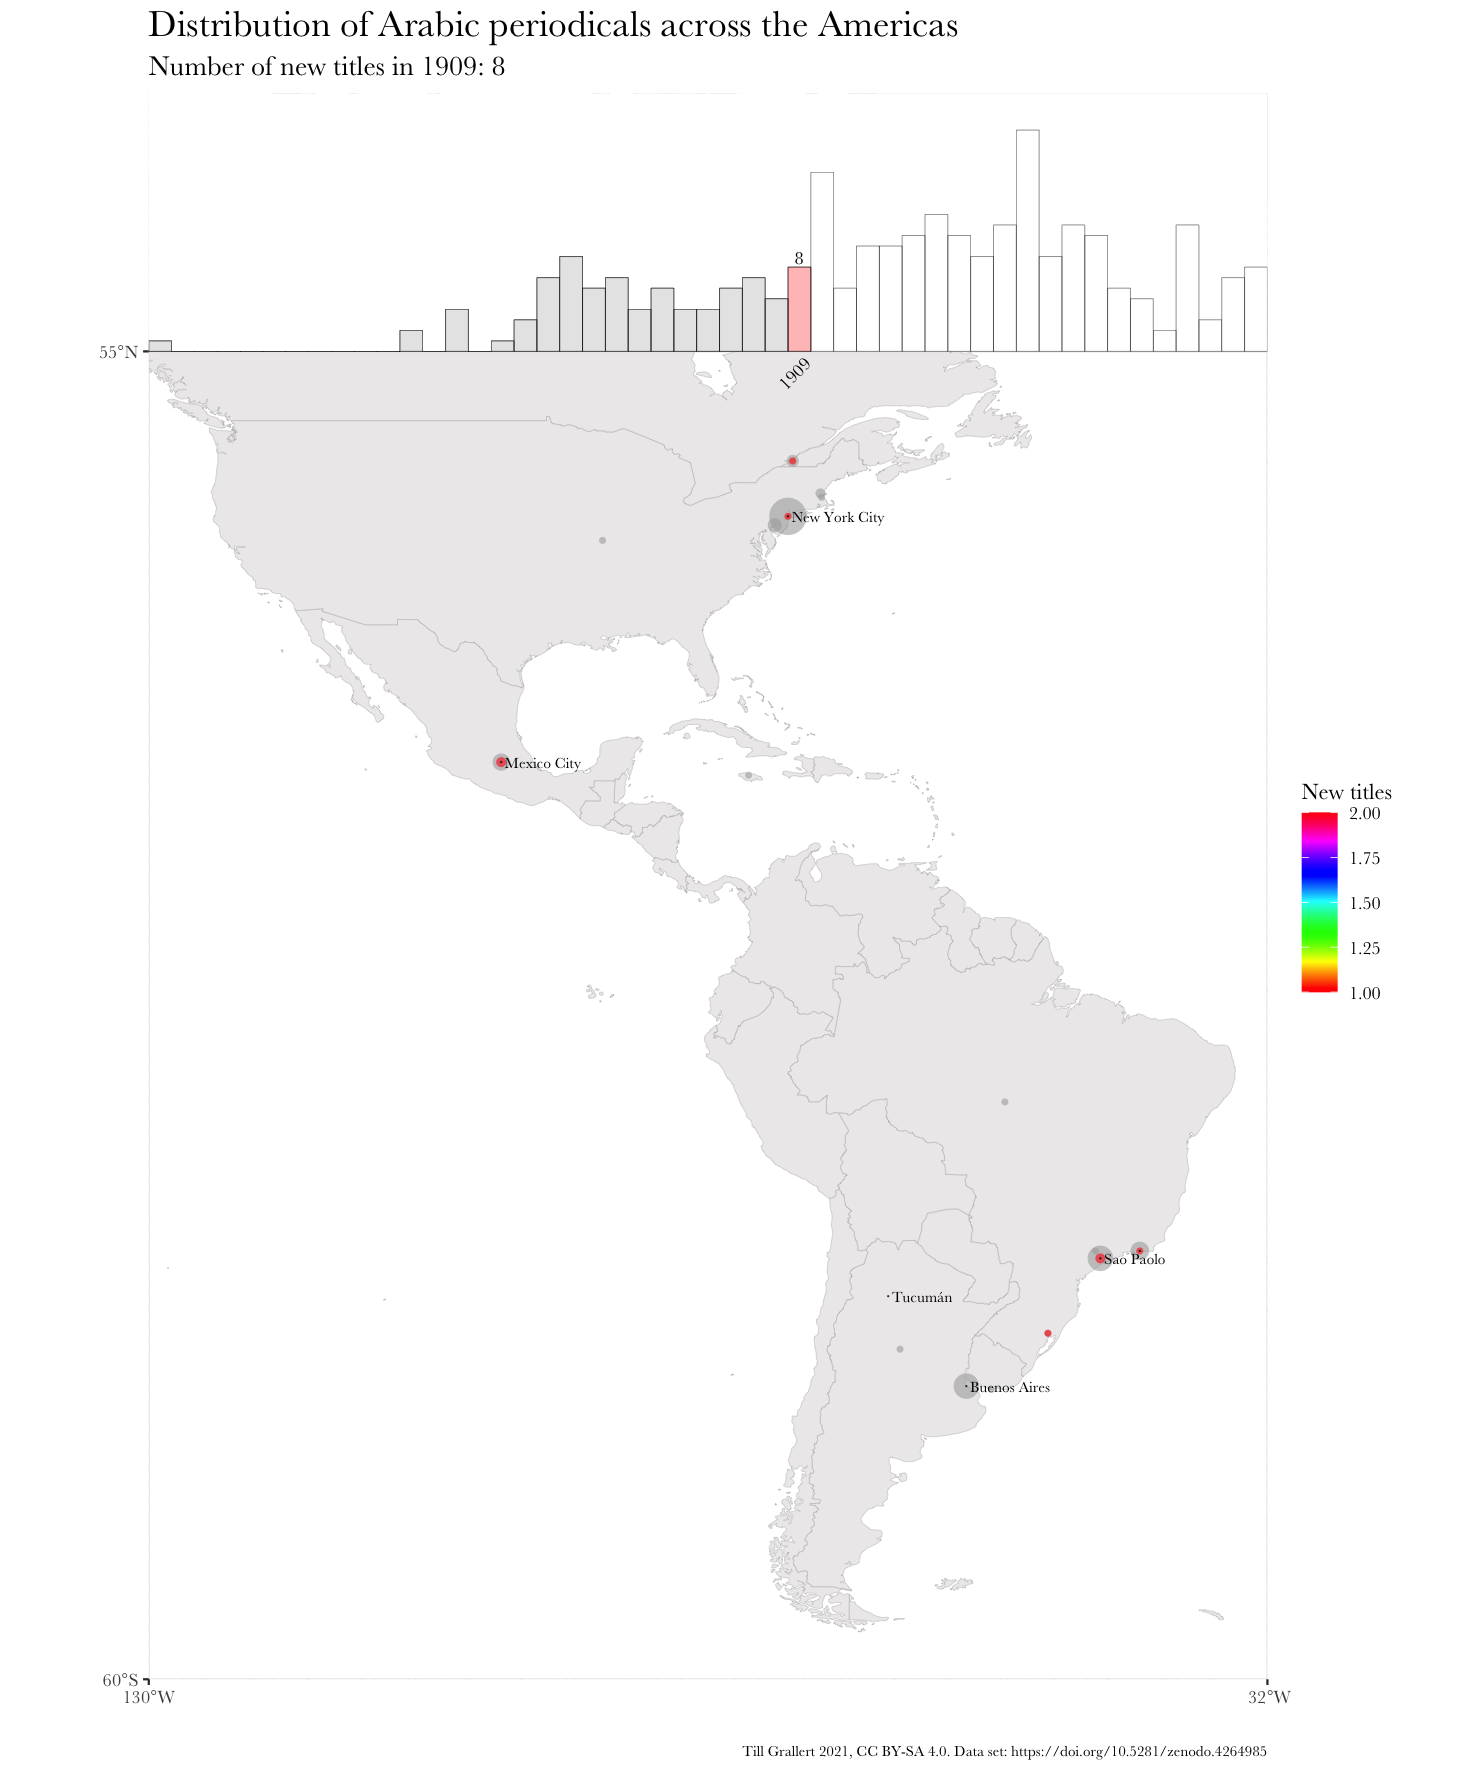 Distribution of Arabic periodicals across the Americas
Number of new titles in 1909: 8
8
55°N
1909
New York City
Mexico City
New titles
2.00
1.75
1.50
1.25
1.00
Sao Paolo
Tucumán
Buenos Aires
60°S
130°W
32°W
Till Grallert 2021, CC BY-SA 4.0. Data set: https://doi.org/10.5281/zenodo.4264985